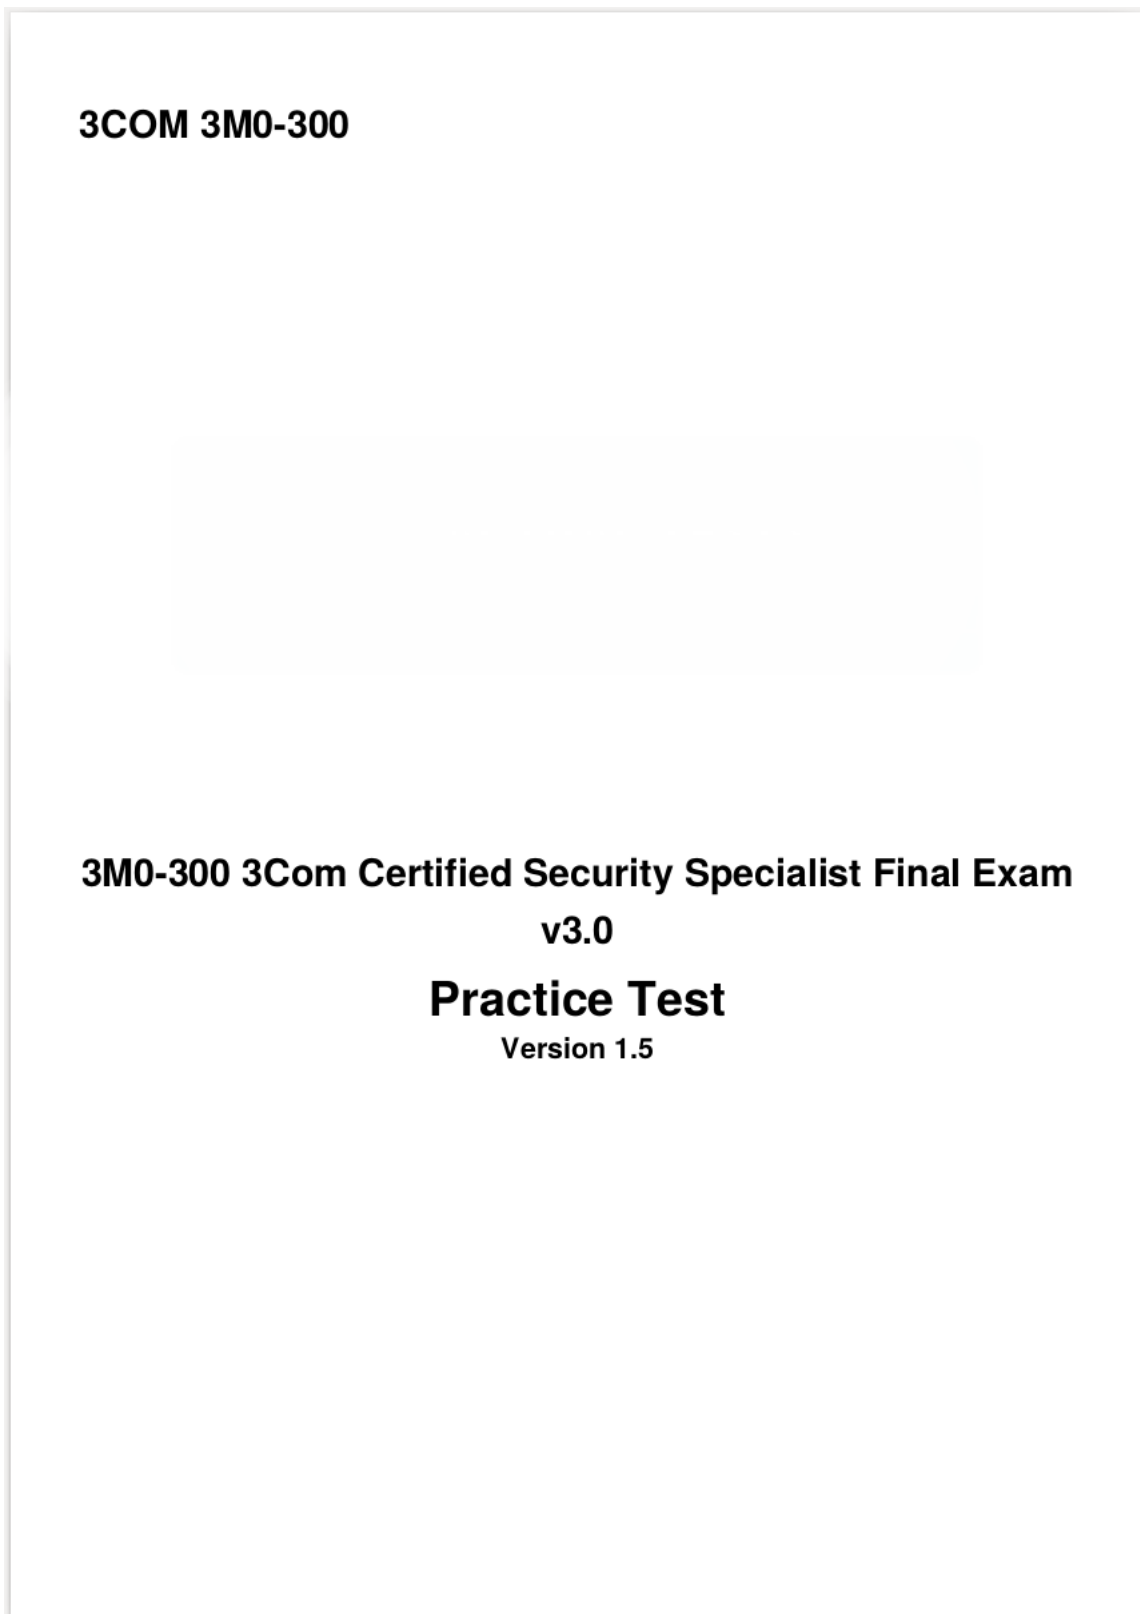 3COM 3M0-300
3M0-300 3Com Certified Security Specialist Final Exam
v3.0
Practice Test
Version 1.5